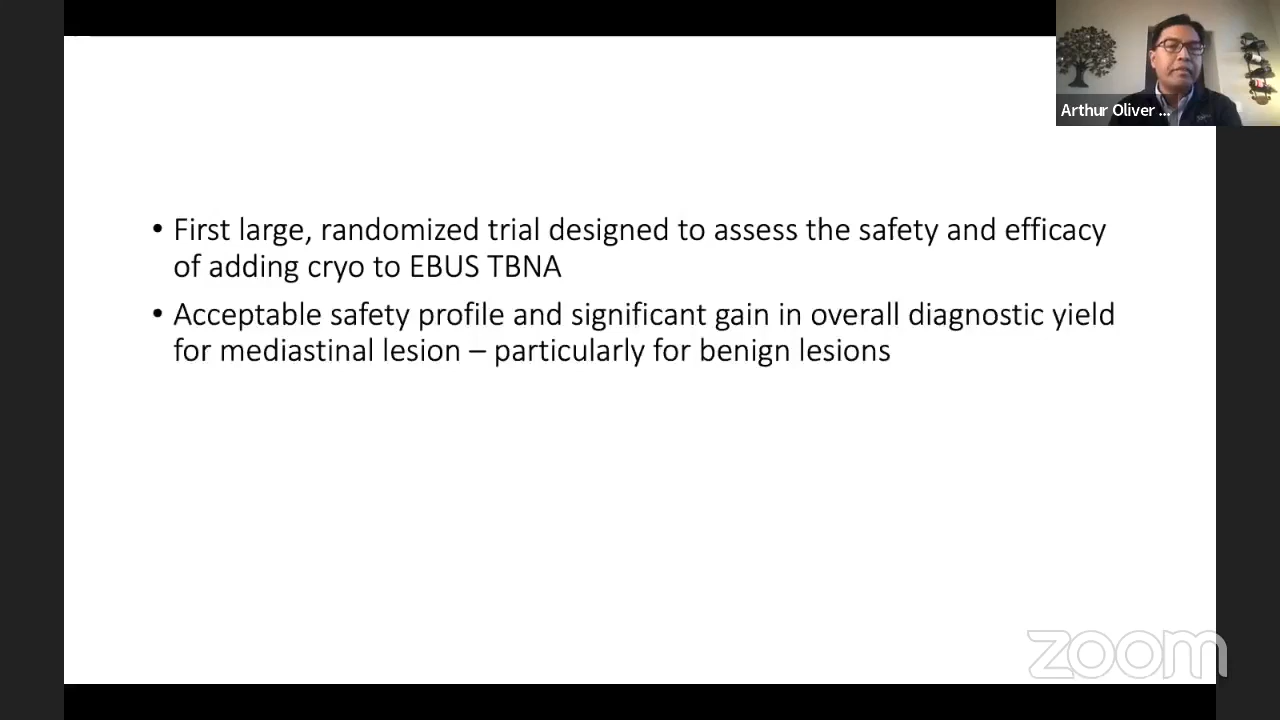 Arthur Oliver ...
• First large, randomized trial designed to assess the safety and efficacy
of adding cryo to EBUS TBNA
• Acceptable safety profile and significant gain in overall diagnostic yield
for mediastinal lesion – particularly for benign lesions
zoom